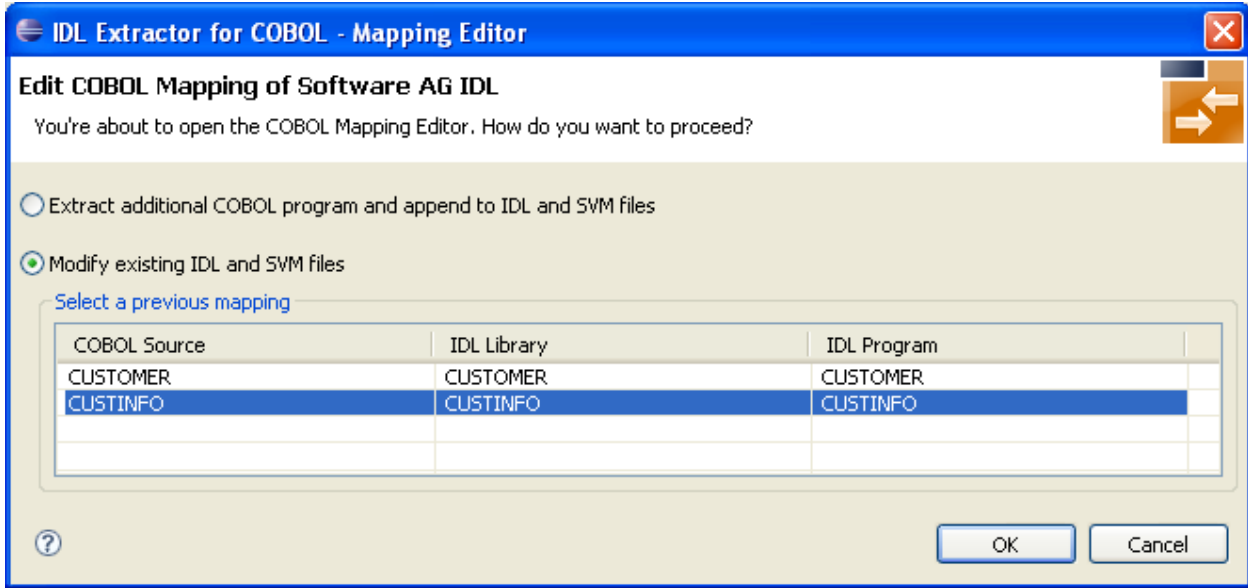 IDL Extractor for COBOL - Mapping Editor
Edit COBOL Mapping of Software AG IDL
You're about to open the COBOL Mapping Editor. How do you want to proceed?
Extract additional COBOL program and append to IDL and SVM files
Modify existing IDL and SVM files
Select a previous mapping
COBOL Source IDL Library IDL Program
CUSTOMER CUSTOMER CUSTOMER
CUSTINFO CUSTINFO CUSTINFO
? OK Cancel